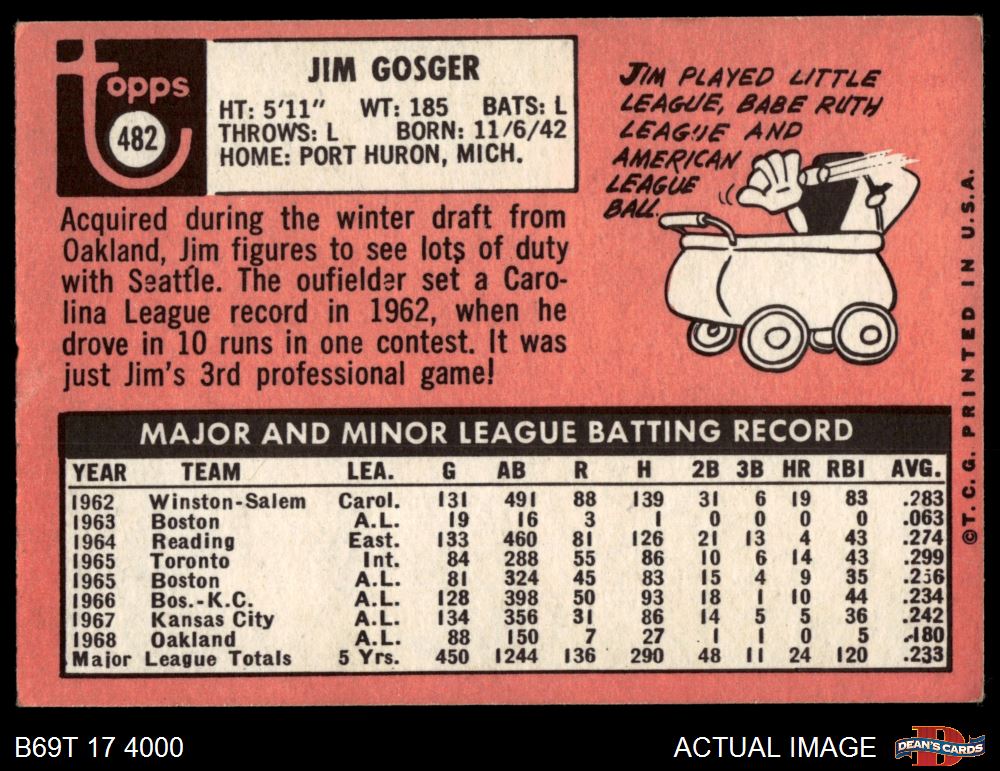 topps
482
JIM GOSGER
HT: 5'11" WT: 185 BATS: L
THROWS: L BORN: 11/6/42
HOME: PORT HURON, MICH.
JIM PLAYED LITTLE
LEAGUE, BABE RUTH
LEAGUE AND
AMERICAN
LEAGUE
BALL.
Acquired during the winter draft from
Oakland, Jim figures to see lots of duty
with Seattle. The oufielder set a Caro-
lina League record in 1962, when he
drove in 10 runs in one contest. It was
just Jim's 3rd professional game!
MAJOR AND MINOR LEAGUE BATTING RECORD
YEAR TEAM LEA. G AB R H 2B 3B HR RBI AVG.
1962 Winston-Salem Carol. 131 491 88 139 31 6 19 83 .283
1963 Boston A.L. 19 16 3 1 0 0 0 0 .063
1964 Reading East. 133 460 81 126 21 13 4 43 .274
1965 Toronto Int. 84 288 55 86 10 6 14 43 .299
1965 Boston A.L. 81 324 45 83 15 4 9 35 .256
1966 Bos.-K.C. A.L. 128 398 50 93 18 1 10 44 .234
1967 Kansas City A.L. 134 356 31 86 14 5 5 36 .242
1968 Oakland A.L. 88 150 7 27 1 1 0 5 .180
Major League Totals 5 Yrs. 450 1244 136 290 48 11 24 120 .233
©T.C.G. PRINTED IN U.S.A.
B69T 17 4000
ACTUAL IMAGE
D
DEAN'S CARDS